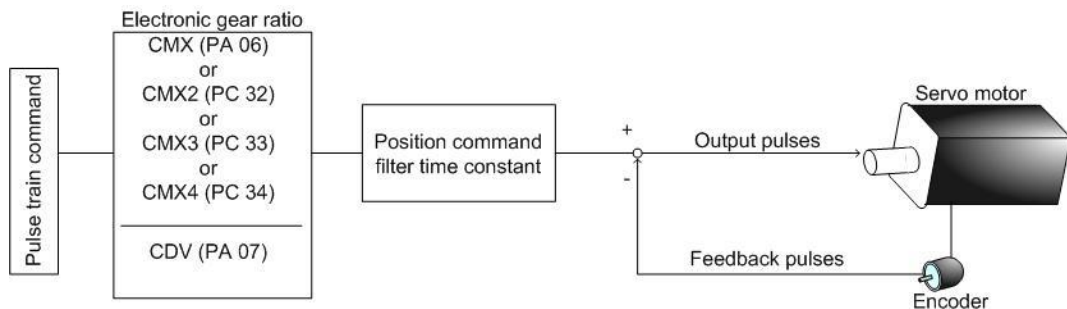 Electronic gear ratio
Pulse train command
CMX (PA 06)
or
CMX2 (PC 32)
or
CMX3 (PC 33)
or
CMX4 (PC 34)
CDV (PA 07)
Position command
filter time constant
+
-
Output pulses
Servo motor
Feedback pulses
Encoder